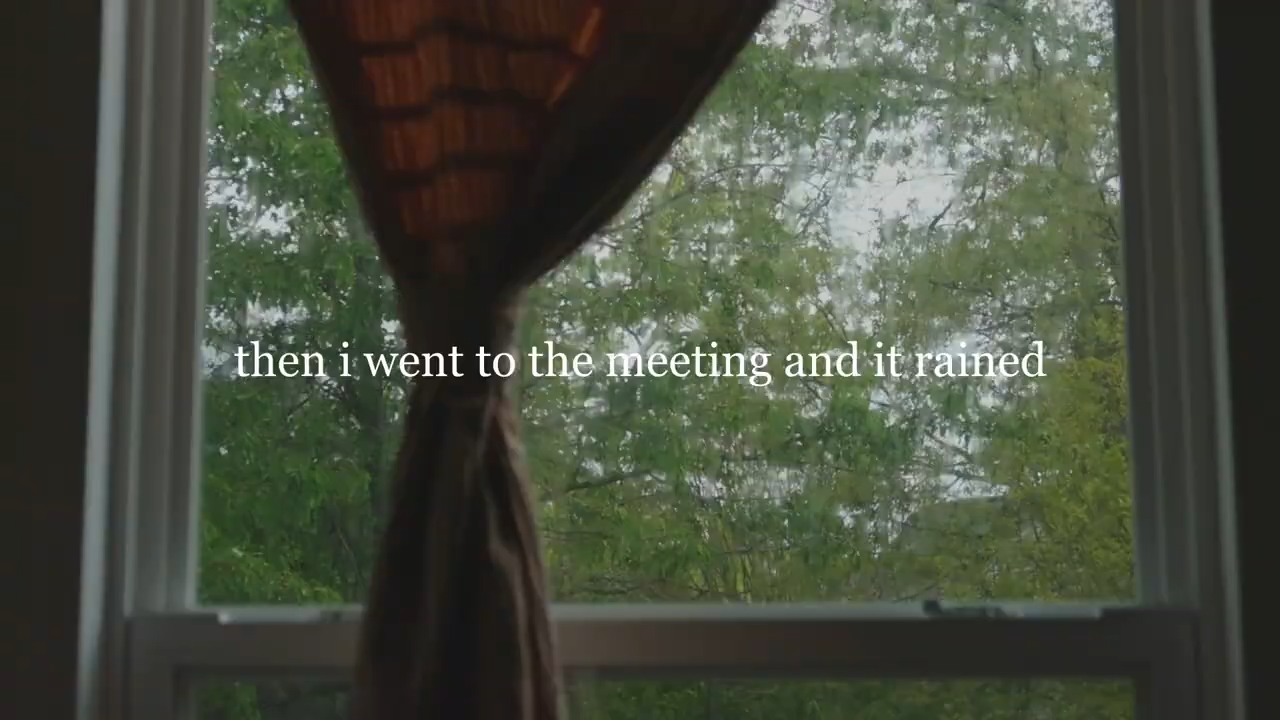 then i went to the meeting and it rained